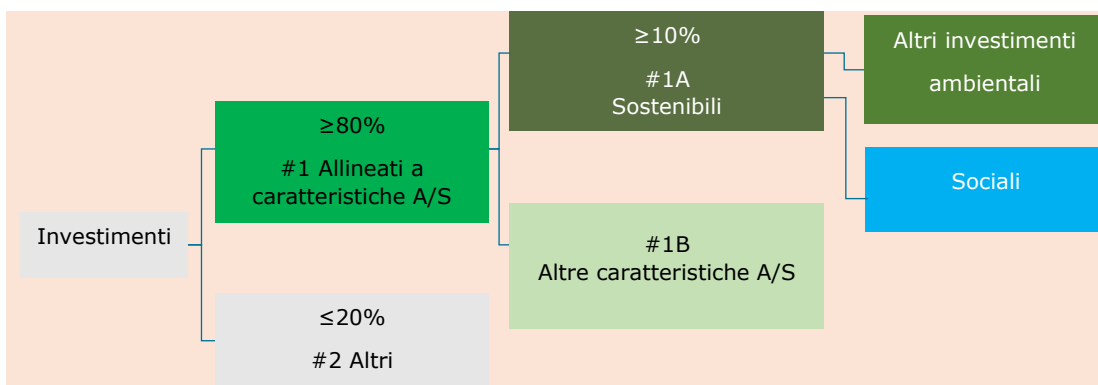 Investimenti
≥80%
#1 Allineati a
caratteristiche A/S
≤20%
#2 Altri
≥10%
#1A
Sostenibili
#1B
Altre caratteristiche A/S
Altri investimenti
ambientali
Sociali